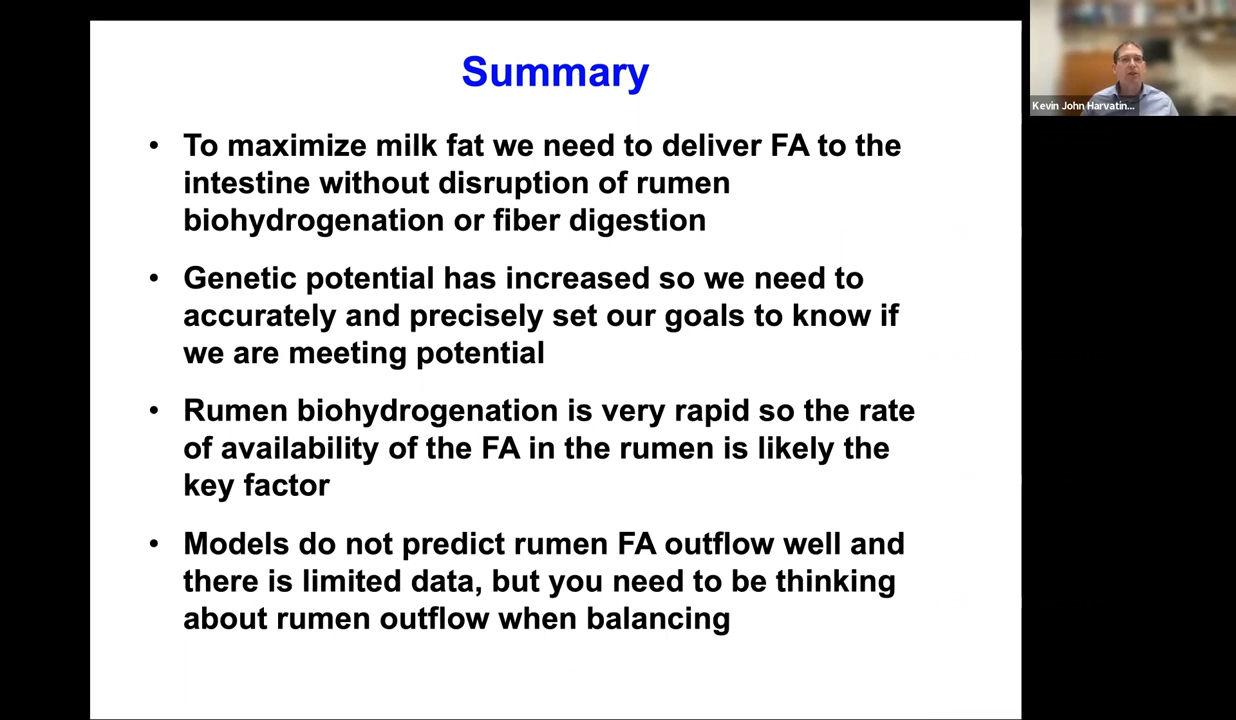 Summary
• To maximize milk fat we need to deliver FA to the
intestine without disruption of rumen
biohydrogenation or fiber digestion
• Genetic potential has increased so we need to
accurately and precisely set our goals to know if
we are meeting potential
• Rumen biohydrogenation is very rapid so the rate
of availability of the FA in the rumen is likely the
key factor
• Models do not predict rumen FA outflow well and
there is limited data, but you need to be thinking
about rumen outflow when balancing
Kevin John Harvatin...